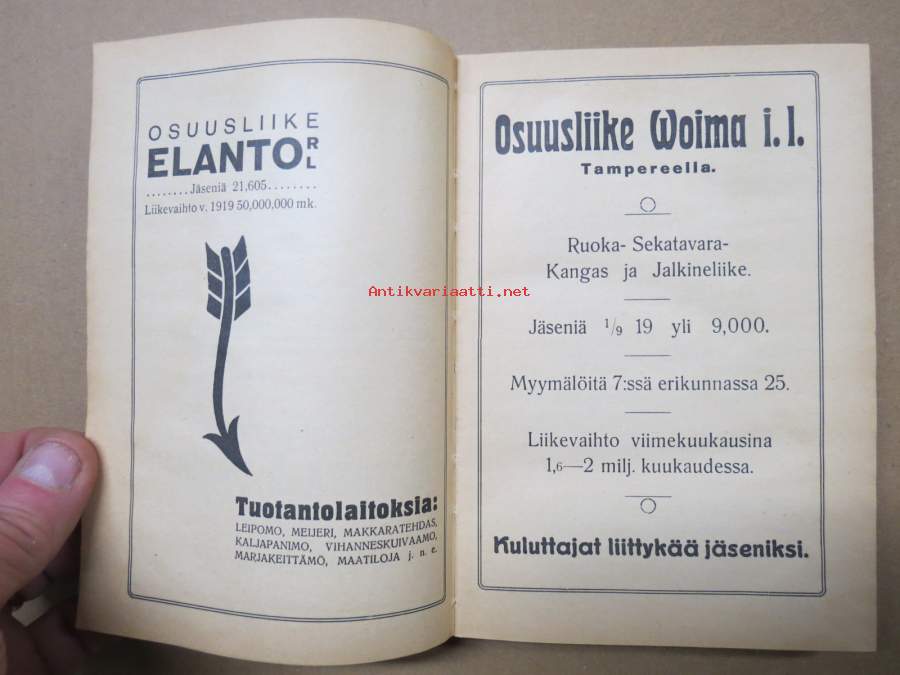 OSUUSLIIKE
ELANTO RL
........Jäseniä 21,605........
Liikevaihto v. 1919 50,000,000 mk.
Tuotantolaitoksia:
LEIPOMO, MEIJERI, MAKKARATEHDAS,
KALJAPANIMO, VIHANNESKUIVAAMO,
MARJAKEITTÄMÖ, MAATILOJA j. n. e.
Antikvariaatti.net
Osuusliike Woima i. l.
Tampereella.
Ruoka- Sekatavara-
Kangas ja Jalkineliike.
Jäseniä 1/9 19 yli 9,000.
Myymälöitä 7:ssä erikunnassa 25.
Liikevaihto viimekuukausina
1,6—2 milj. kuukaudessa.
Kuluttajat liittykää jäseniksi.